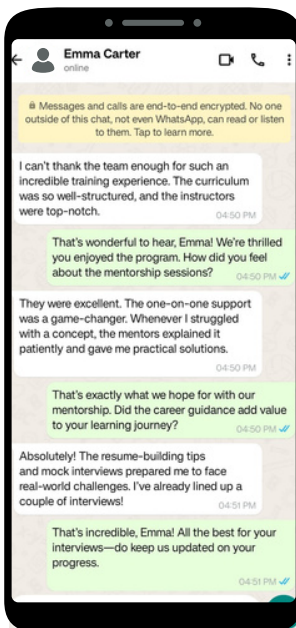 Emma Carter
online
Messages and calls are end-to-end encrypted. No one
outside of this chat, not even WhatsApp, can read or listen
to them. Tap to learn more.
I can't thank the team enough for such an
incredible training experience. The curriculum
was so well-structured, and the instructors
were top-notch.
04:50 PM
That's wonderful to hear, Emma! We're thrilled
you enjoyed the program. How did you feel
about the mentorship sessions?
04:50 PM
They were excellent. The one-on-one support
was a game-changer. Whenever I struggled
with a concept, the mentors explained it
patiently and gave me practical solutions.
04:50 PM
That's exactly what we hope for with our
mentorship. Did the career guidance add value
to your learning journey?
04:50 PM
Absolutely! The resume-building tips
and mock interviews prepared me to face
real-world challenges. I've already lined up a
couple of interviews!
04:51 PM
That's incredible, Emma! All the best for your
interviews—do keep us updated on your
progress.
04:51 PM